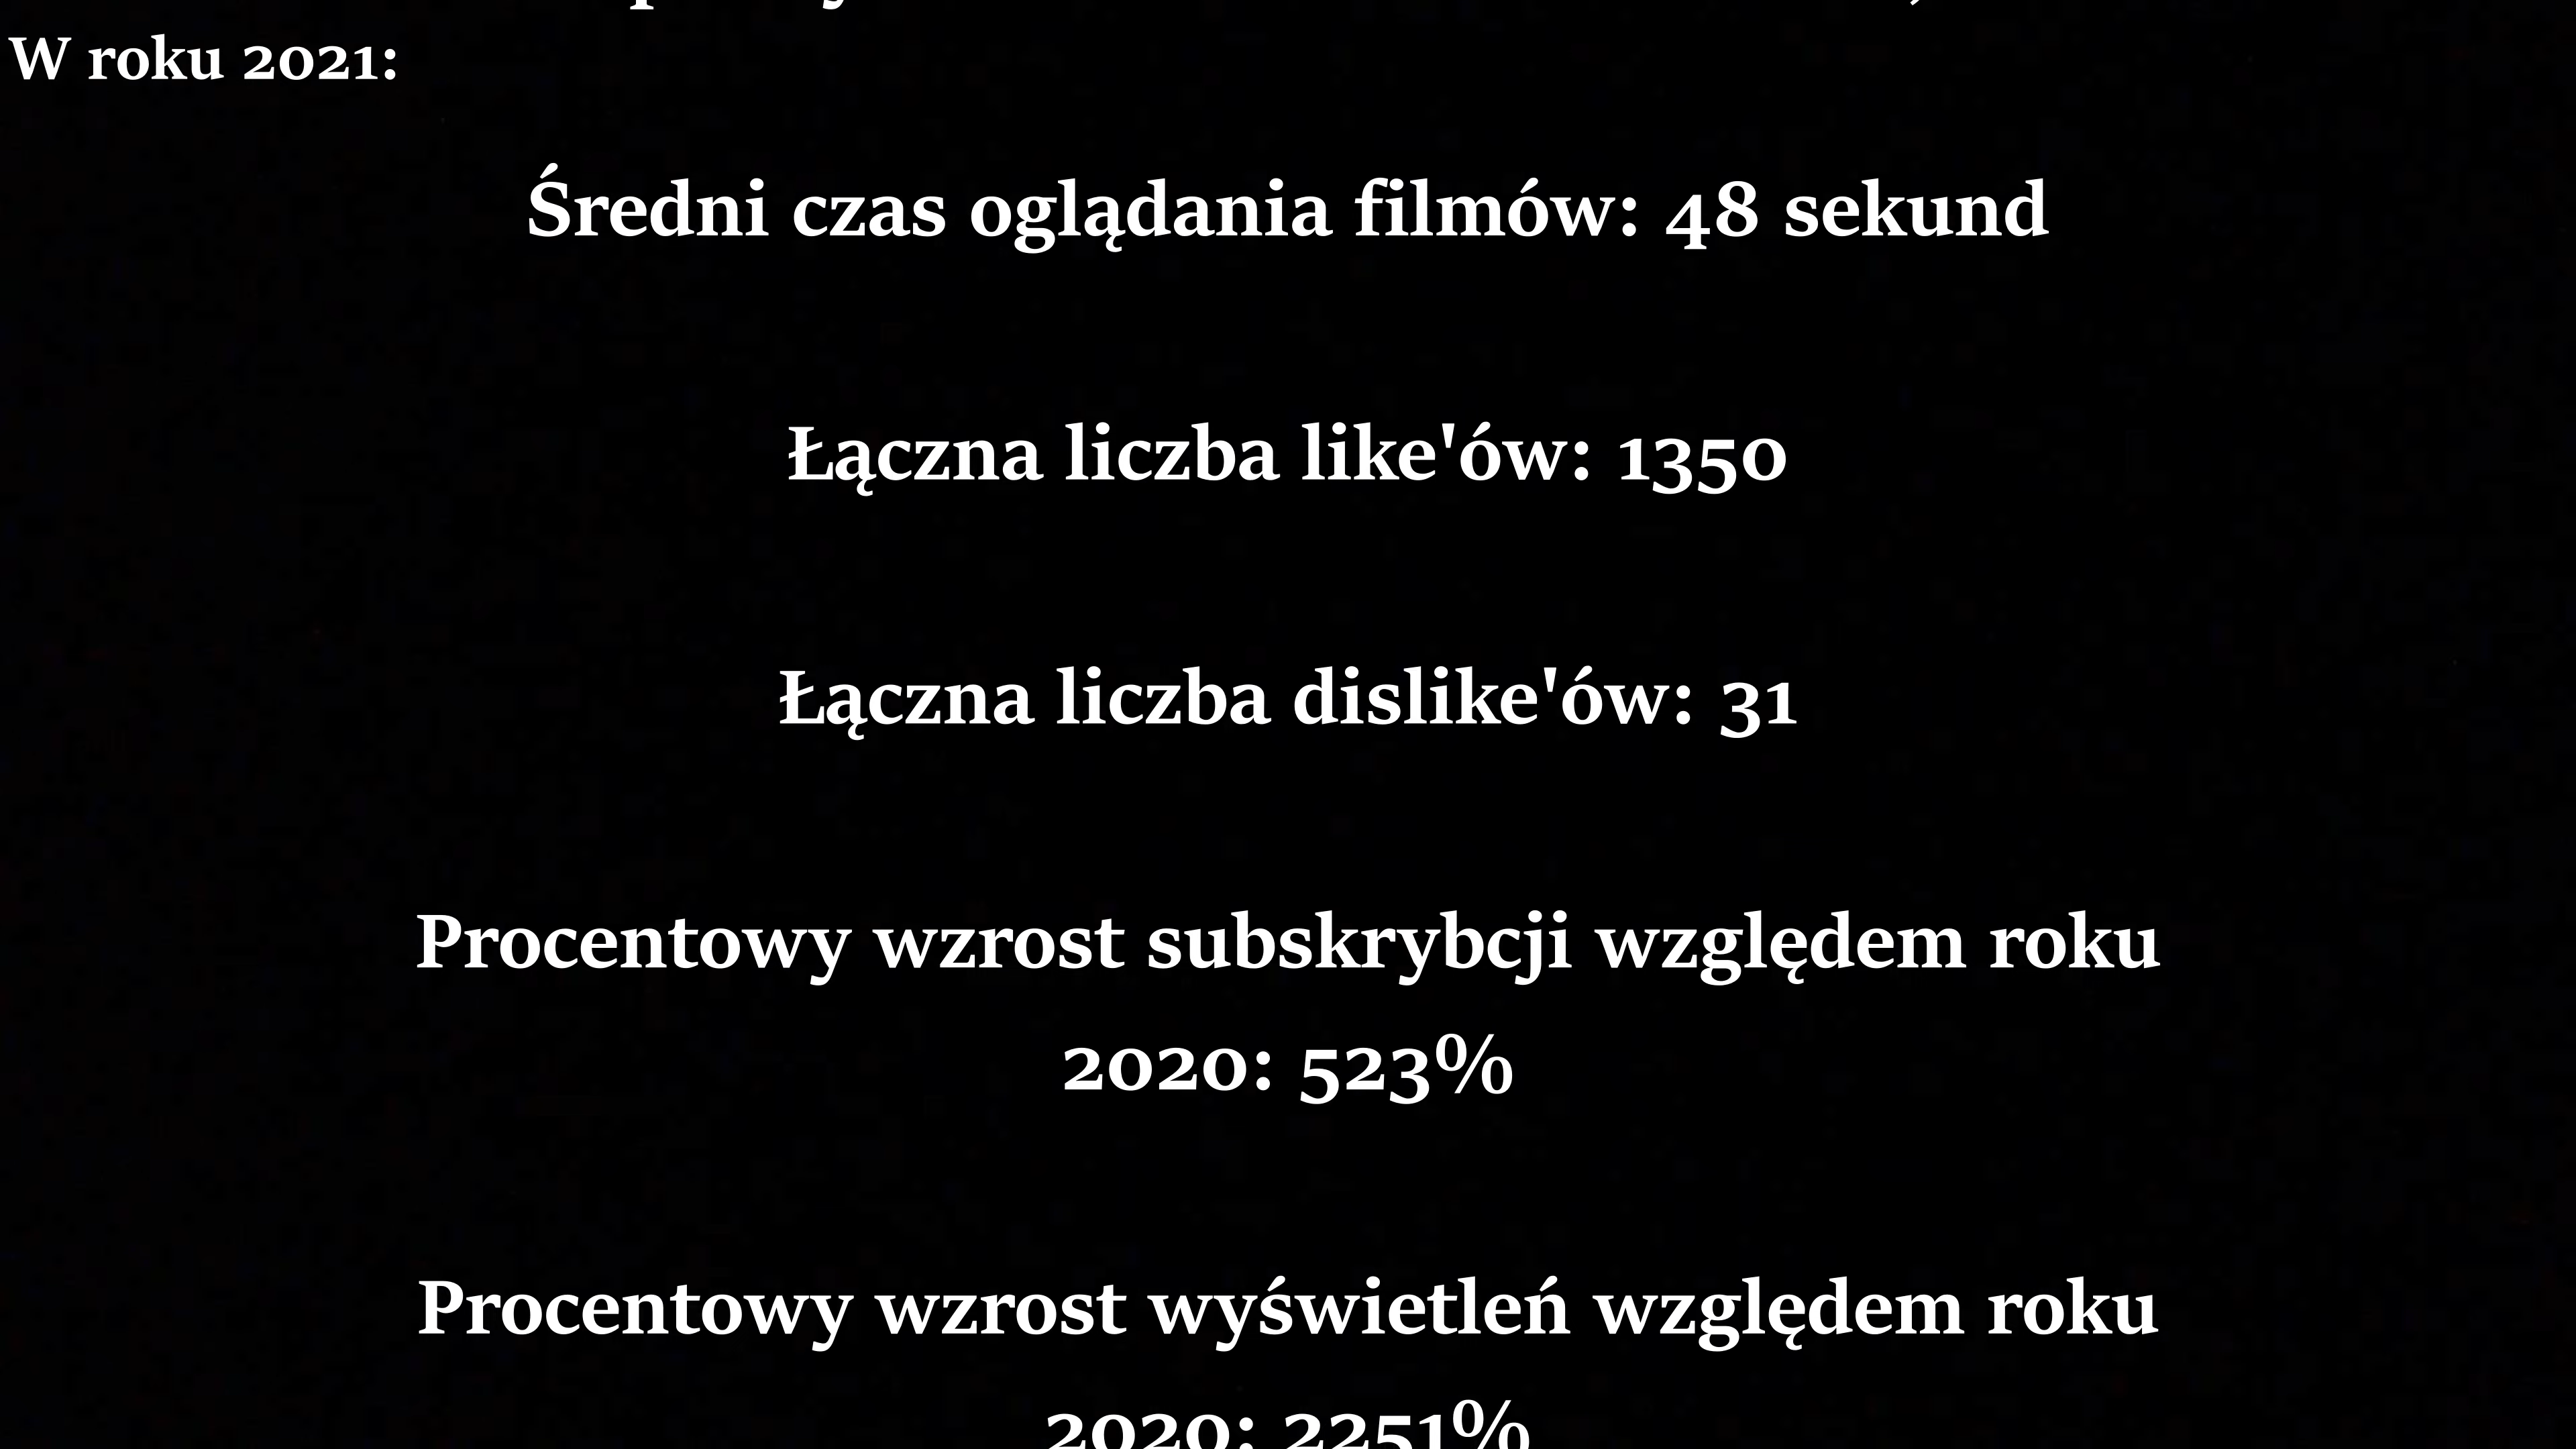 W roku 2021:
Średni czas oglądania filmów: 48 sekund
Łączna liczba like'ów: 1350
Łączna liczba dislike'ów: 31
Procentowy wzrost subskrybcji względem roku
2020: 523%
Procentowy wzrost wyświetleń względem roku
2020: 2251%